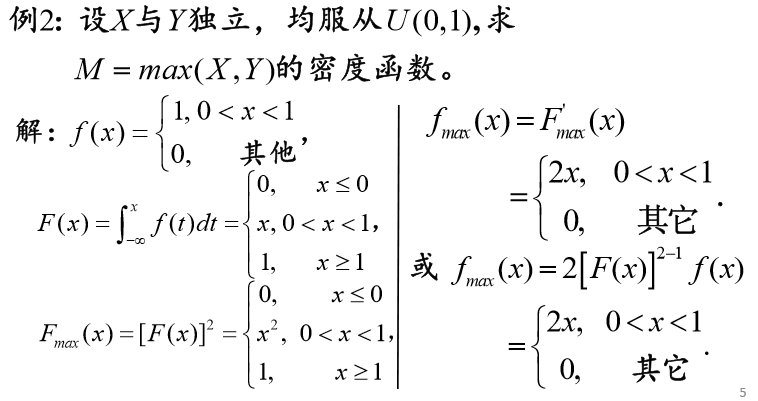 例2: 设X与Y独立，均服从U(0,1),求
M = max(X,Y)的密度函数。
解：f(x) = { 1, 0 < x < 1
0, 其他 ，
F(x) = ∫_{-∞}^{x} f(t)dt = { 0, x ≤ 0
x, 0 < x < 1,
1, x ≥ 1
F_max(x) = [F(x)]² = { 0, x ≤ 0
x², 0 < x < 1,
1, x ≥ 1
f_max(x) = F'_max(x)
= { 2x, 0 < x < 1
0, 其它 .
或 f_max(x) = 2[F(x)]^{2-1} f(x)
= { 2x, 0 < x < 1
0, 其它 .
5